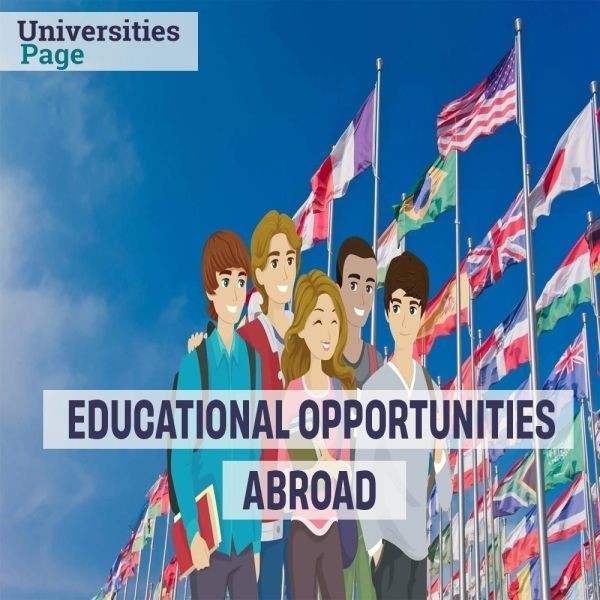 Universities
Page
EDUCATIONAL OPPORTUNITIES
ABROAD